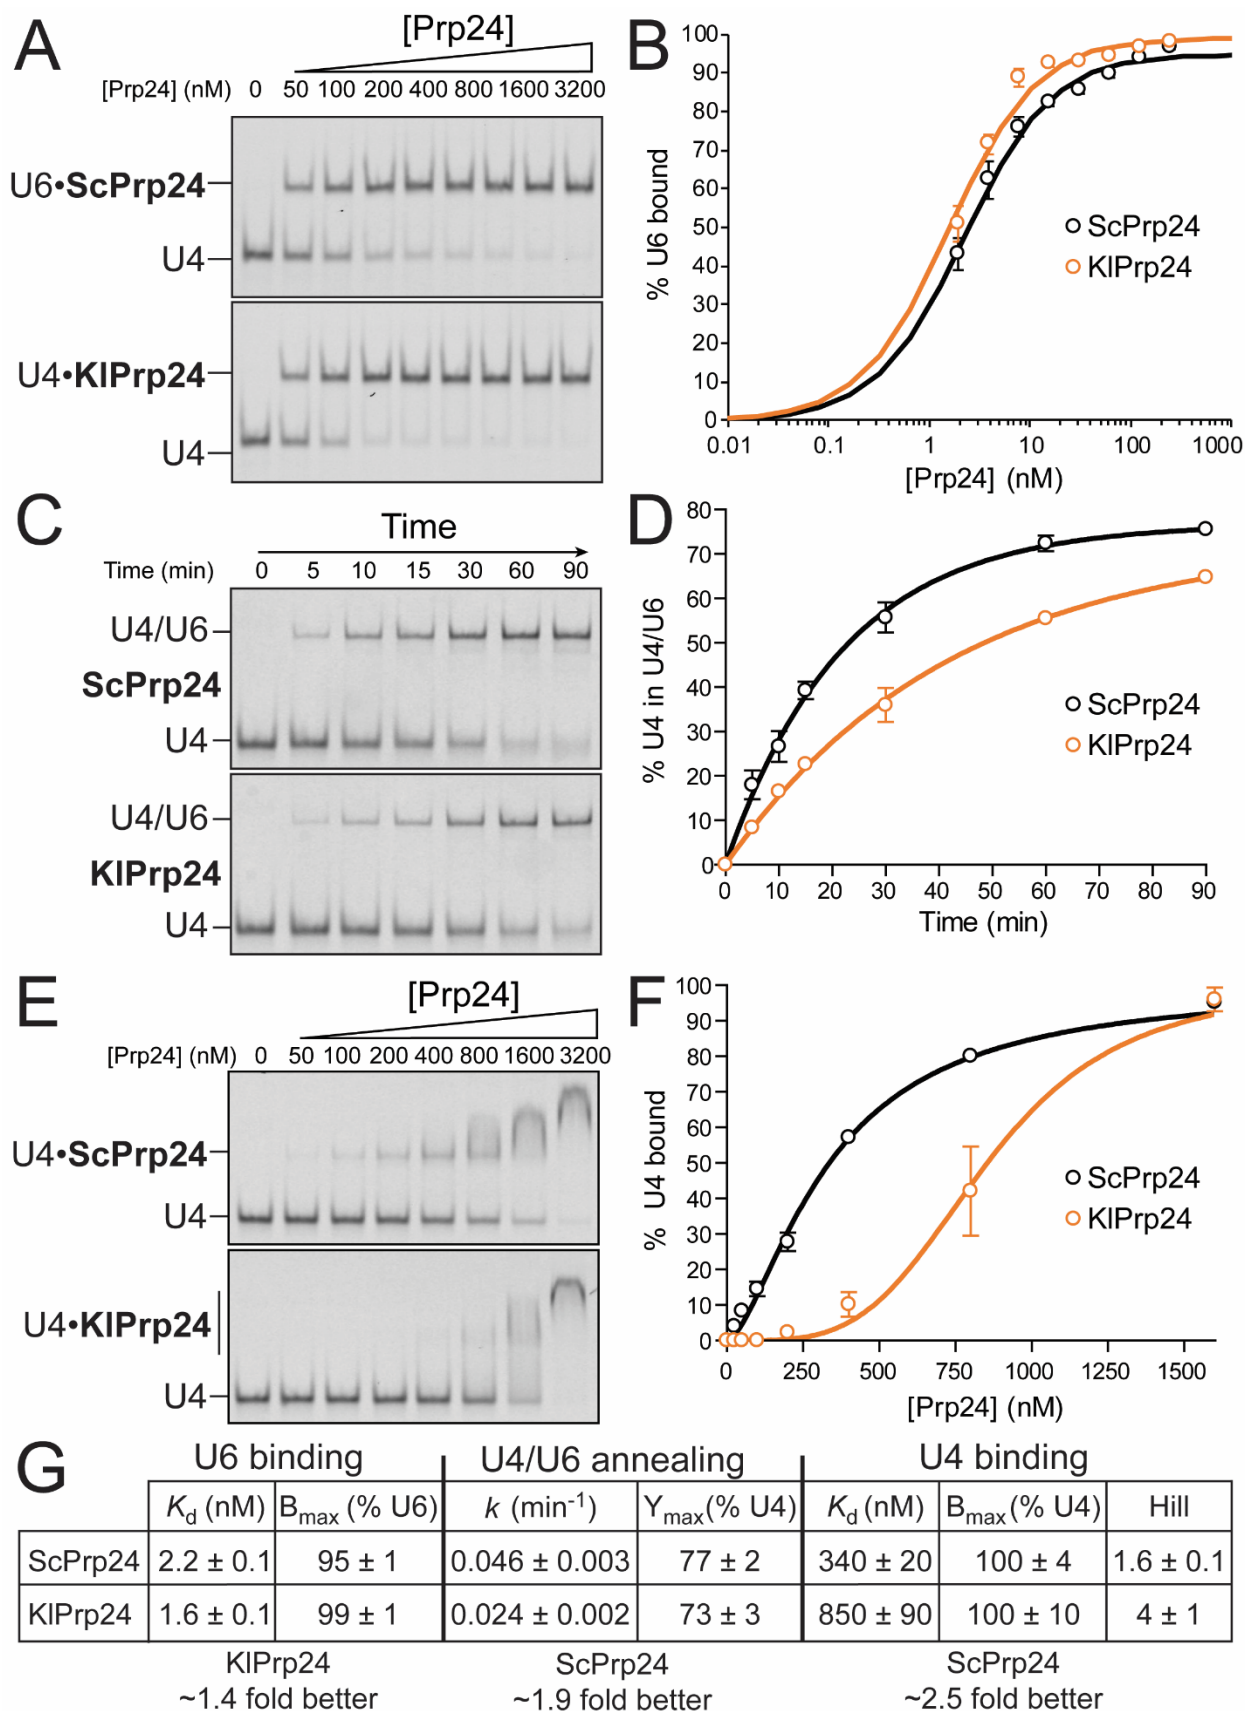 A
[Prp24]
[Prp24] (nM) 0 50 100 200 400 800 1600 3200
U6•ScPrp24
U4
U4•KlPrp24
U4
B
100
90
80
70
60
50
40
30
20
10
0
% U6 bound
ScPrp24
KlPrp24
0.01 0.1 1 10 100 1000
[Prp24] (nM)
C
Time
Time (min) 0 5 10 15 30 60 90
U4/U6
ScPrp24
U4
U4/U6
KlPrp24
U4
D
80
70
60
50
40
30
20
10
0
% U4 in U4/U6
ScPrp24
KlPrp24
0 10 20 30 40 50 60 70 80 90
Time (min)
E
[Prp24]
[Prp24] (nM) 0 50 100 200 400 800 1600 3200
U4•ScPrp24
U4
U4•KlPrp24
U4
F
100
90
80
70
60
50
40
30
20
10
0
% U4 bound
ScPrp24
KlPrp24
0 250 500 750 1000 1250 1500
[Prp24] (nM)
G
U6 binding U4/U6 annealing U4 binding
Kd (nM) Bmax (% U6) k (min-1) Ymax(% U4) Kd (nM) Bmax (% U4) Hill
ScPrp24 2.2 ± 0.1 95 ± 1 0.046 ± 0.003 77 ± 2 340 ± 20 100 ± 4 1.6 ± 0.1
KlPrp24 1.6 ± 0.1 99 ± 1 0.024 ± 0.002 73 ± 3 850 ± 90 100 ± 10 4 ± 1
KlPrp24 ScPrp24 ScPrp24
~1.4 fold better ~1.9 fold better ~2.5 fold better